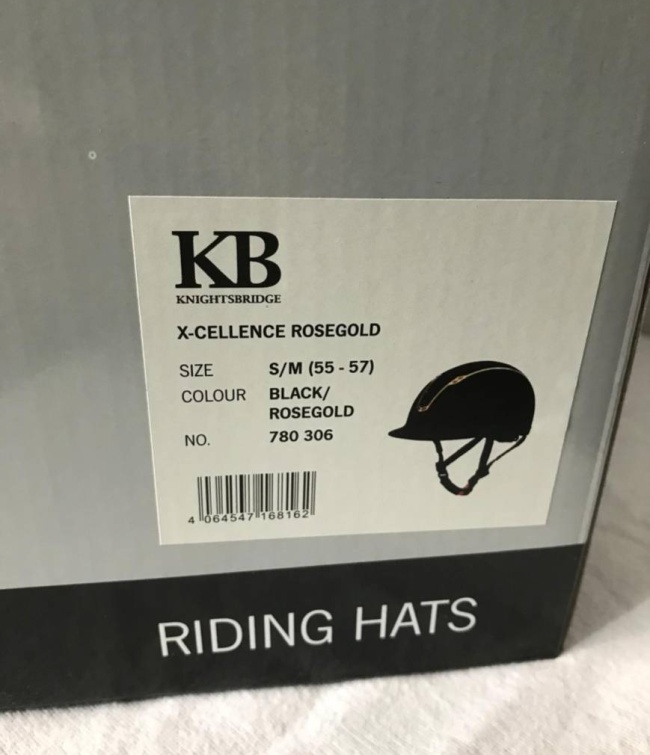 KB
KNIGHTSBRIDGE
X-CELLENCE ROSEGOLD
SIZE S/M (55 - 57)
COLOUR BLACK/
ROSEGOLD
NO. 780 306
4 064547 168162
RIDING HATS